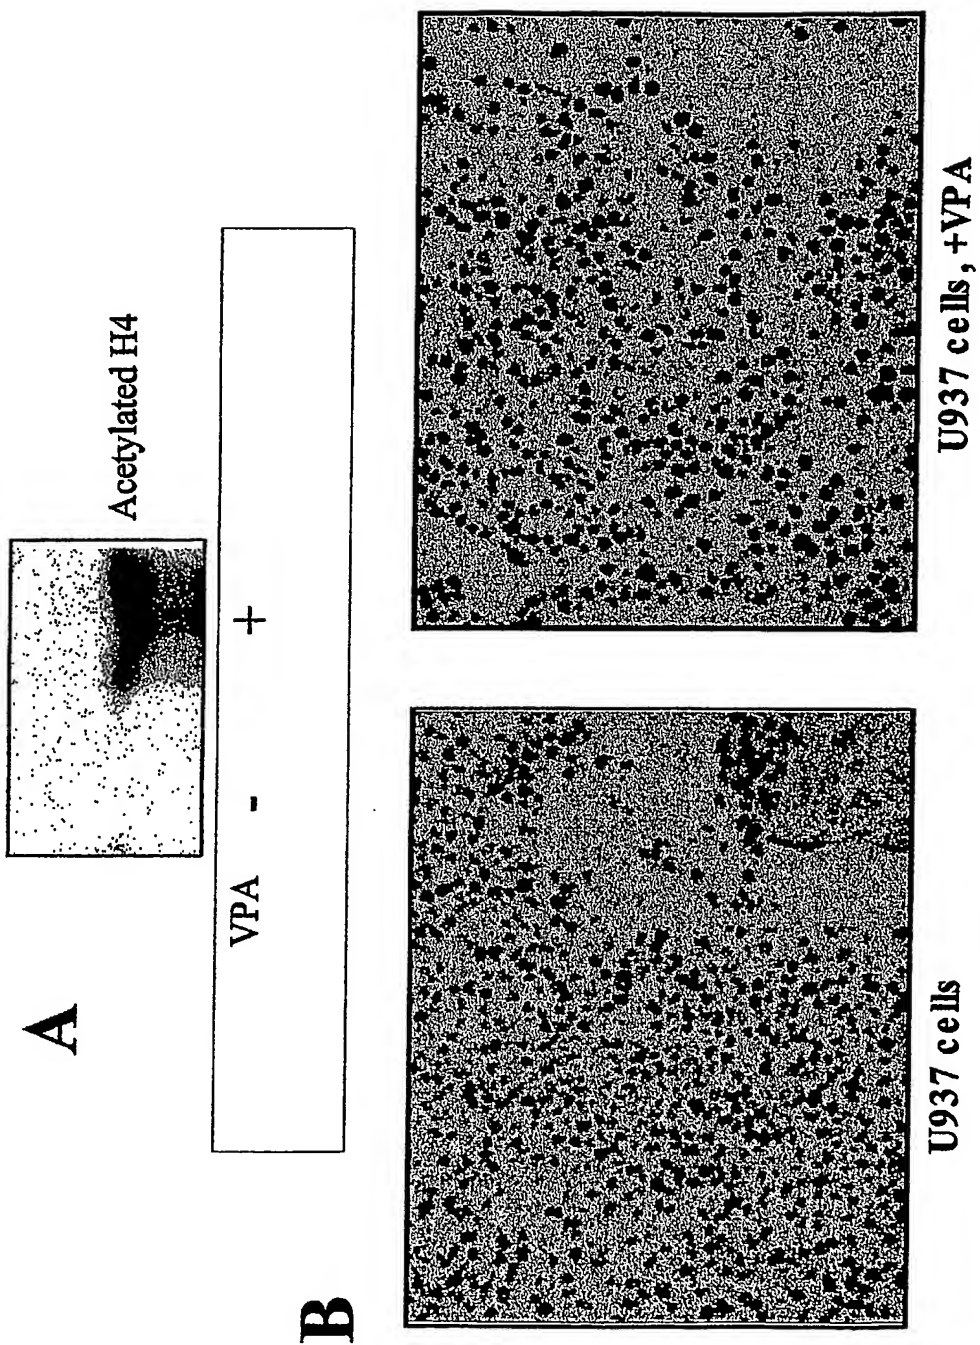 A
Acetylated H4
VPA - +
B
U937 cells
U937 cells, +VPA